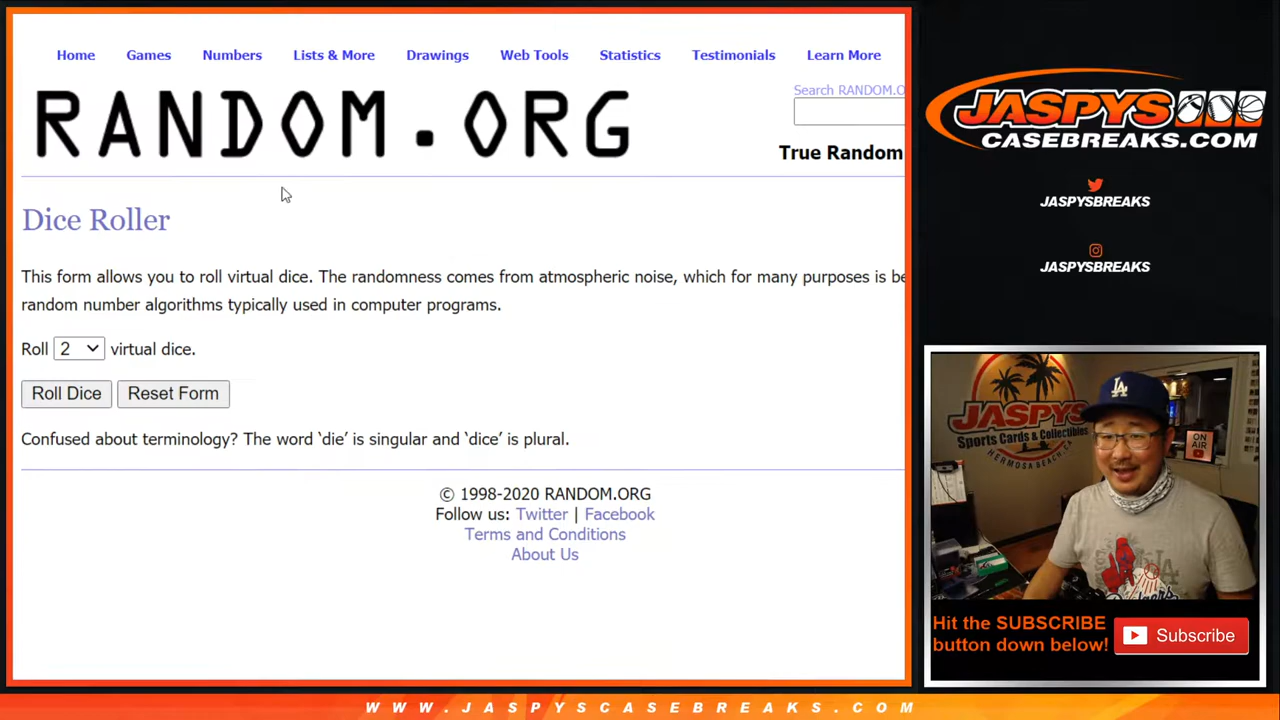 Home Games Numbers Lists & More Drawings Web Tools Statistics Testimonials Learn More
RANDOM.ORG
Search RANDOM.O
True Random
Dice Roller
This form allows you to roll virtual dice. The randomness comes from atmospheric noise, which for many purposes is be
random number algorithms typically used in computer programs.
Roll 2 virtual dice.
Roll Dice Reset Form
Confused about terminology? The word ‘die’ is singular and ‘dice’ is plural.
© 1998-2020 RANDOM.ORG
Follow us: Twitter | Facebook
Terms and Conditions
About Us
JASPYS
CASEBREAKS.COM
JASPYSBREAKS
JASPYSBREAKS
JASPYS
Sports Cards & Collectibles
HERMOSA BEACH, CA
LA
ON AIR
Hit the SUBSCRIBE
button down below!
Subscribe
WWW.JASPYSCASEBREAKS.COM